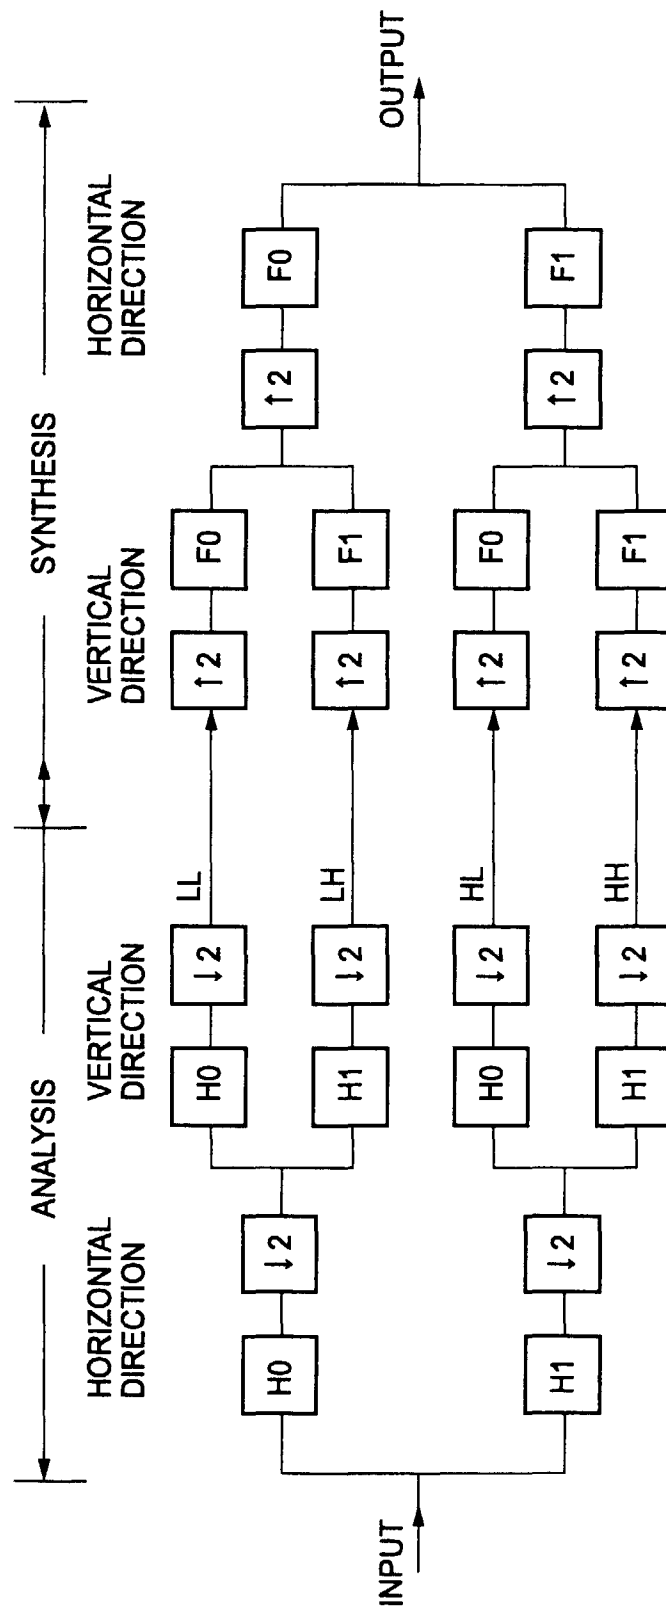 ANALYSIS
SYNTHESIS
HORIZONTAL
DIRECTION
VERTICAL
DIRECTION
VERTICAL
DIRECTION
HORIZONTAL
DIRECTION
H0
↓2
LL
↑2
F0
H0
↓2
↑2
F0
H1
↓2
LH
↑2
F1
INPUT
OUTPUT
H0
↓2
HL
↑2
F0
H1
↓2
↑2
F1
H1
↓2
HH
↑2
F1